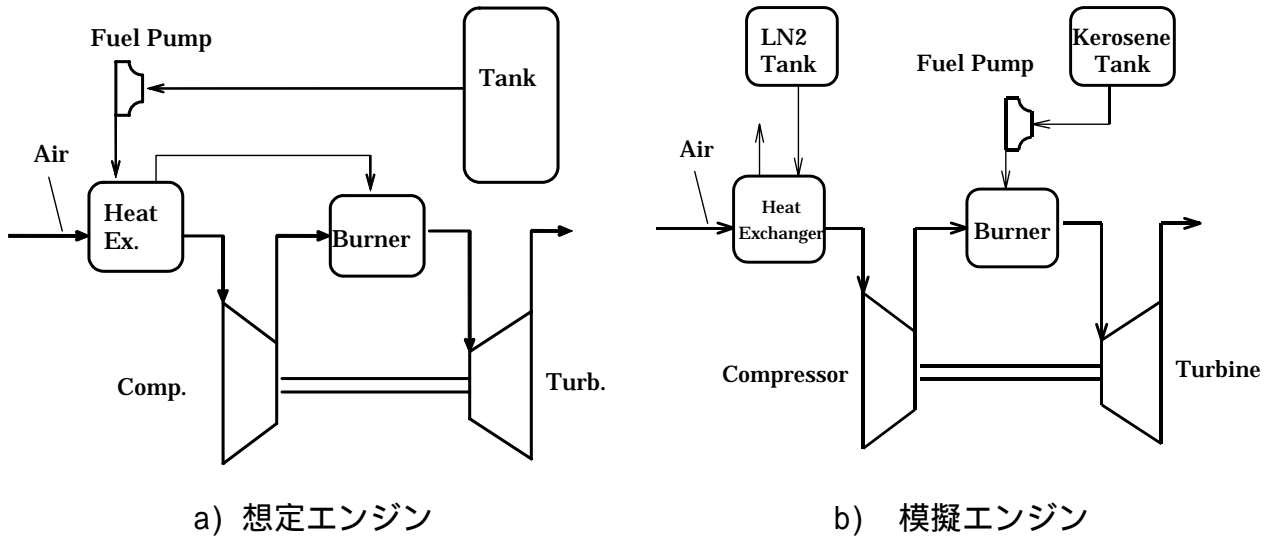 Fuel Pump
Tank
Air
Heat
Ex.
Burner
Comp.
Turb.
a) 想定エンジン
LN2
Tank
Kerosene
Tank
Fuel Pump
Air
Heat
Exchanger
Burner
Compressor
Turbine
b) 模擬エンジン